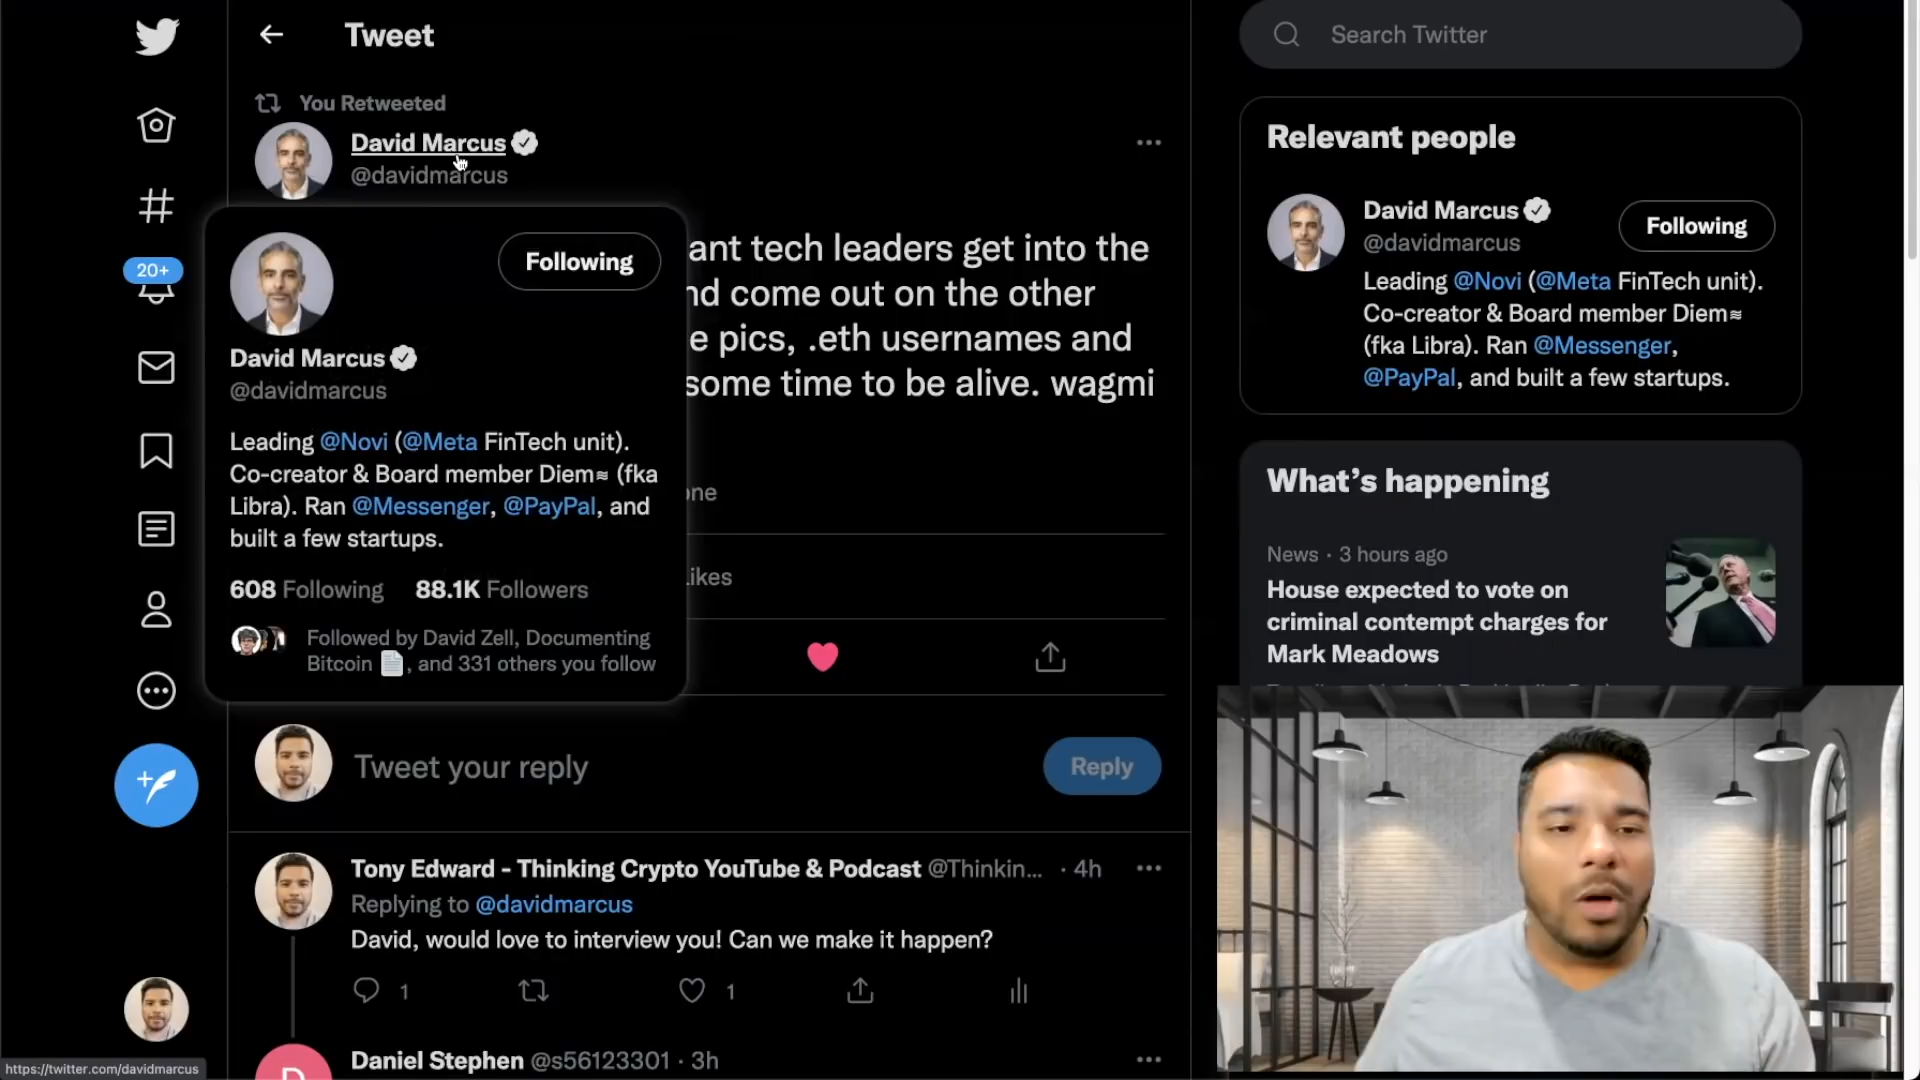 Tweet
You Retweeted
David Marcus
@davidmarcus
ant tech leaders get into the
nd come out on the other
e pics, .eth usernames and
some time to be alive. wagmi
one
Likes
20+
Following
David Marcus
@davidmarcus
Leading @Novi (@Meta FinTech unit).
Co-creator & Board member Diem≋ (fka
Libra). Ran @Messenger, @PayPal, and
built a few startups.
608 Following 88.1K Followers
Followed by David Zell, Documenting
Bitcoin 📄, and 331 others you follow
Tweet your reply
Reply
Tony Edward - Thinking Crypto YouTube & Podcast @Thinkin... · 4h
Replying to @davidmarcus
David, would love to interview you! Can we make it happen?
1
1
D
Daniel Stephen @s56123301 · 3h
https://twitter.com/davidmarcus
Search Twitter
Relevant people
David Marcus
@davidmarcus
Following
Leading @Novi (@Meta FinTech unit).
Co-creator & Board member Diem≋
(fka Libra). Ran @Messenger,
@PayPal, and built a few startups.
What's happening
News · 3 hours ago
House expected to vote on
criminal contempt charges for
Mark Meadows